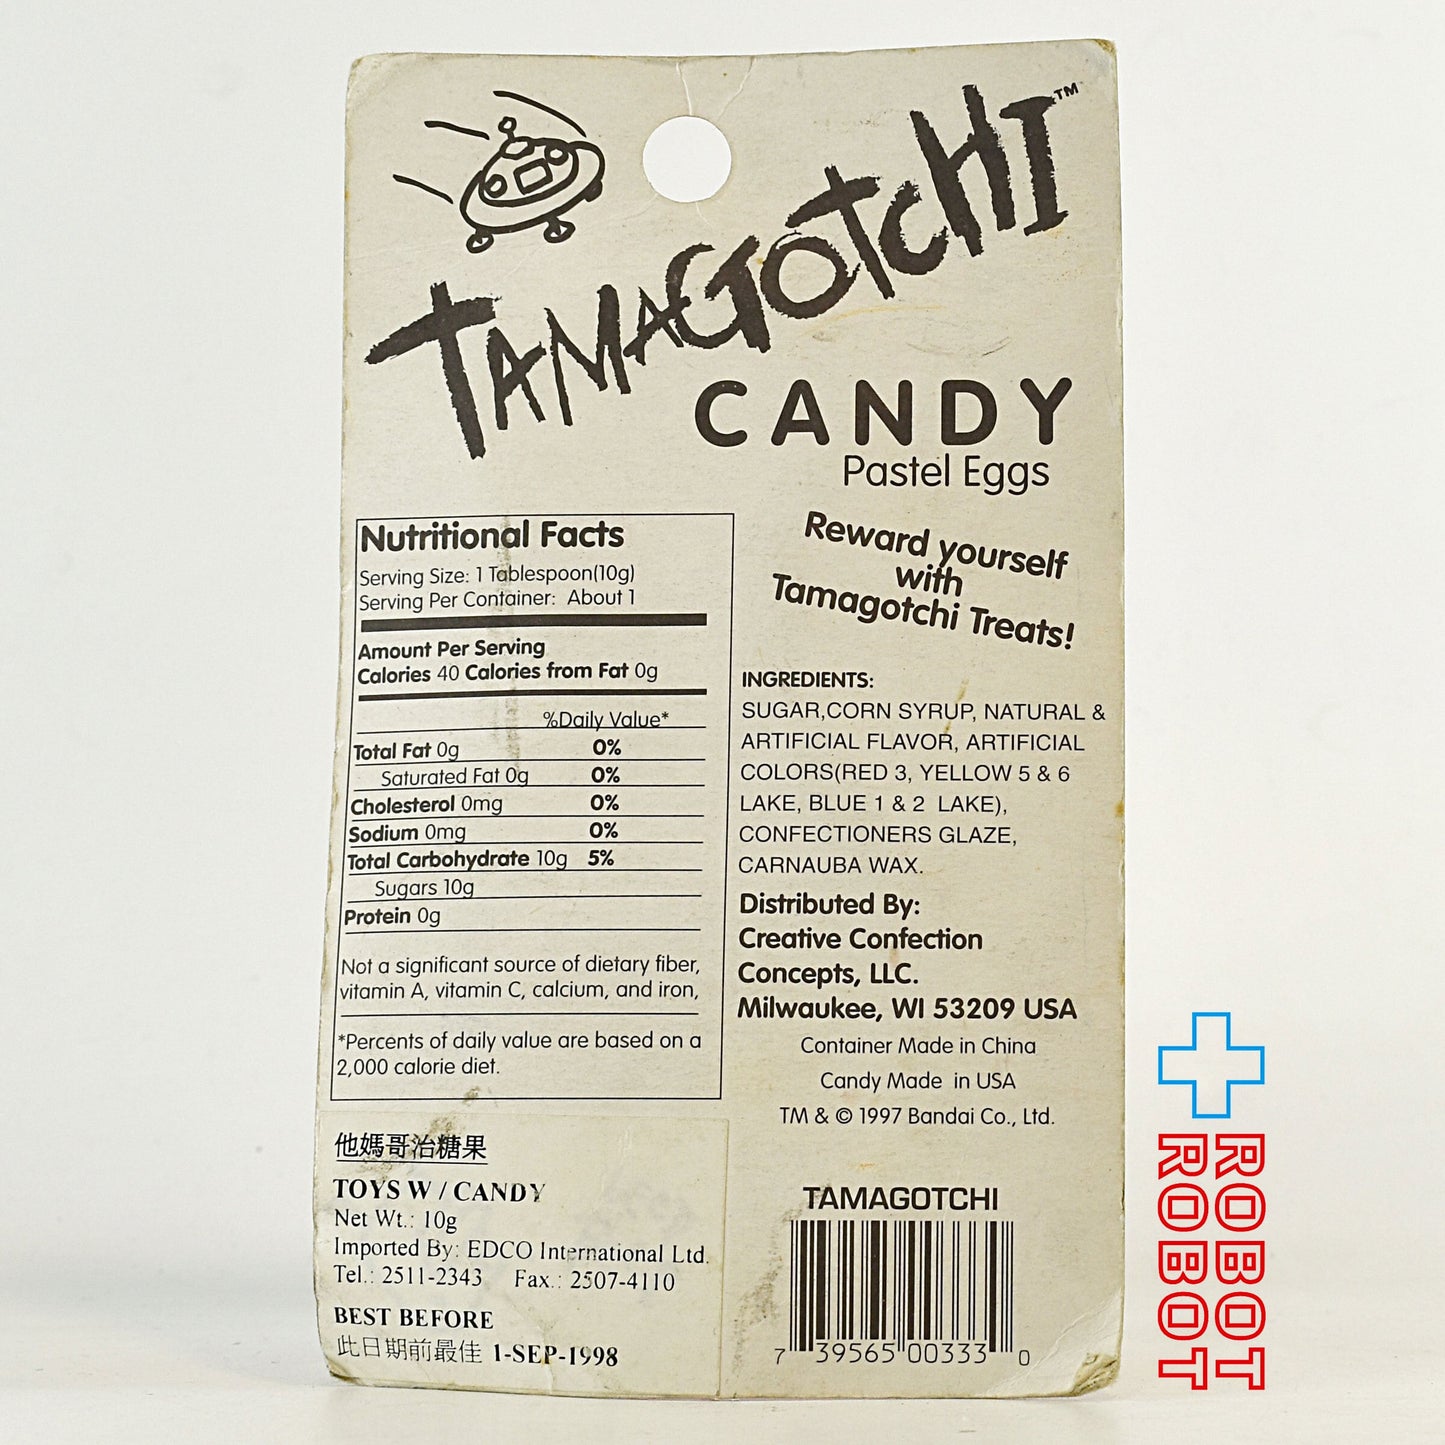 TAMAGOTCHI™
CANDY
Pastel Eggs
Nutritional Facts
Serving Size: 1 Tablespoon(10g)
Serving Per Container: About 1
Amount Per Serving
Calories 40 Calories from Fat 0g
%Daily Value*
Total Fat 0g 0%
Saturated Fat 0g 0%
Cholesterol 0mg 0%
Sodium 0mg 0%
Total Carbohydrate 10g 5%
Sugars 10g
Protein 0g
Not a significant source of dietary fiber,
vitamin A, vitamin C, calcium, and iron,
*Percents of daily value are based on a
2,000 calorie diet.
Reward yourself
with
Tamagotchi Treats!
INGREDIENTS:
SUGAR,CORN SYRUP, NATURAL &
ARTIFICIAL FLAVOR, ARTIFICIAL
COLORS(RED 3, YELLOW 5 & 6
LAKE, BLUE 1 & 2 LAKE),
CONFECTIONERS GLAZE,
CARNAUBA WAX.
Distributed By:
Creative Confection
Concepts, LLC.
Milwaukee, WI 53209 USA
Container Made in China
Candy Made in USA
TM & © 1997 Bandai Co., Ltd.
他媽哥治糖果
TOYS W / CANDY
Net Wt.: 10g
Imported By: EDCO International Ltd.
Tel.: 2511-2343 Fax.: 2507-4110
BEST BEFORE
此日期前最佳 1-SEP-1998
TAMAGOTCHI
7 39565 00333 0
ROBOT
ROBOT